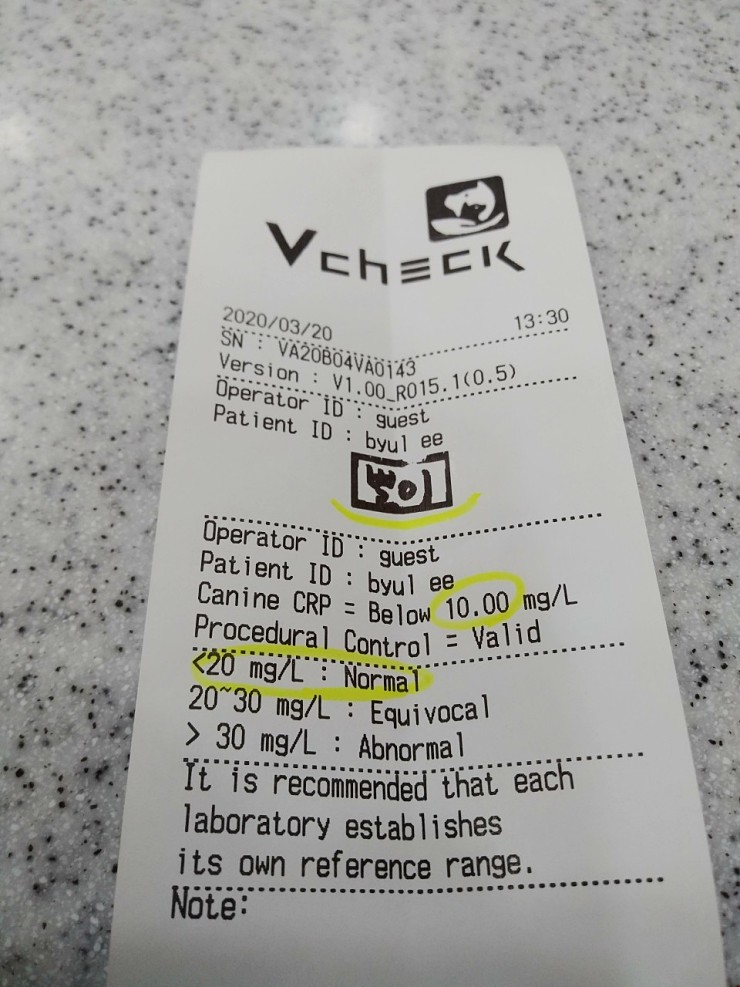 Vcheck
2020/03/20 13:30
SN : VA20B04VA0143
Version : V1.00_R015.1(0.5)
Operator ID : guest
Patient ID : byul ee
Operator ID : guest
Patient ID : byul ee
Canine CRP = Below 10.00 mg/L
Procedural Control = Valid
<20 mg/L : Normal
20~30 mg/L : Equivocal
> 30 mg/L : Abnormal
It is recommended that each
laboratory establishes
its own reference range.
Note: